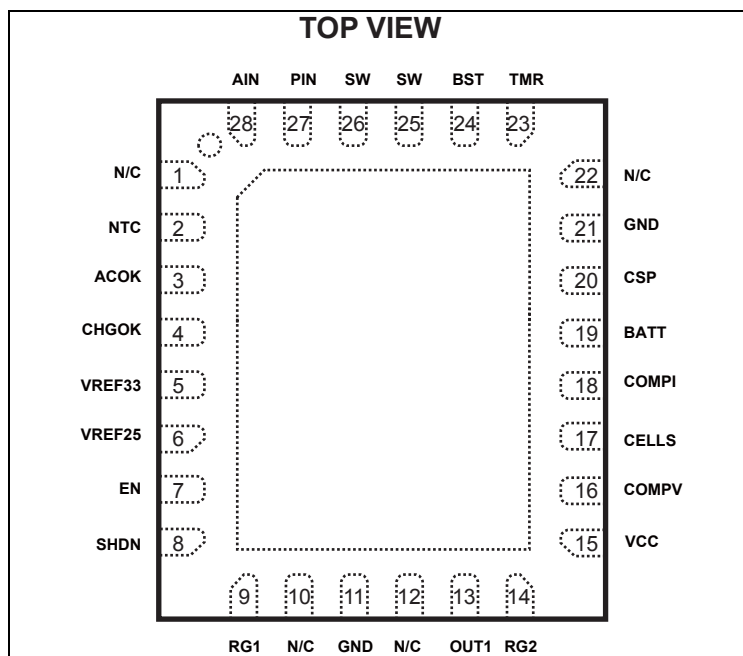 TOP VIEW
AIN PIN SW SW BST TMR
28 27 26 25 24 23
N/C 1 22 N/C
NTC 2 21 GND
ACOK 3 20 CSP
CHGOK 4 19 BATT
VREF33 5 18 COMPI
VREF25 6 17 CELLS
EN 7 16 COMPV
SHDN 8 15 VCC
9 10 11 12 13 14
RG1 N/C GND N/C OUT1 RG2